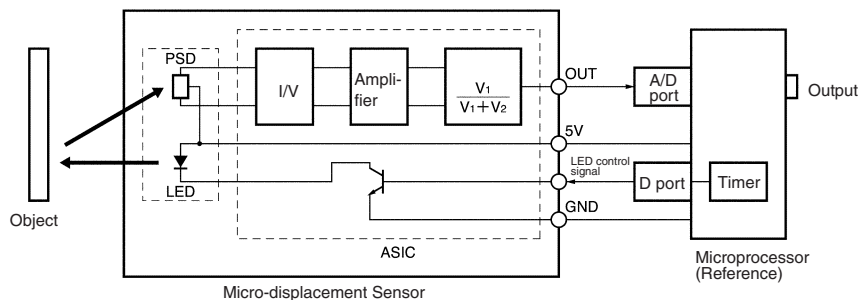 PSD
I/V
Ampli-
fier
V1
V1+V2
OUT
A/D
port
Output
5V
LED control
signal
LED
D port
Timer
GND
Object
ASIC
Microprocessor
(Reference)
Micro-displacement Sensor